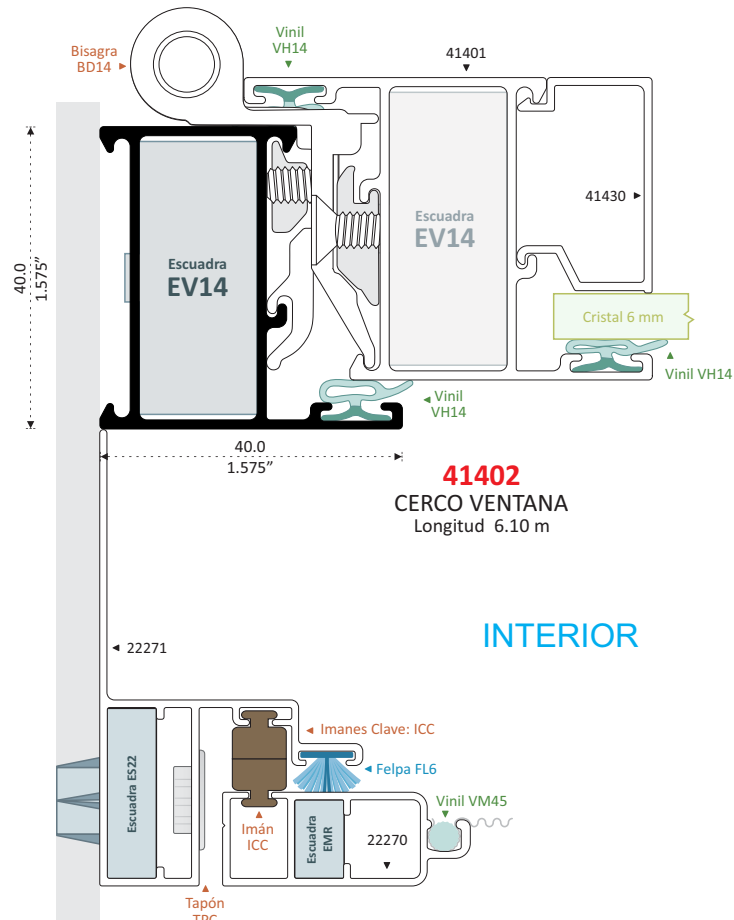 Bisagra
BD14
Vinil
VH14
41401
41430
Escuadra
EV14
Escuadra
EV14
40.0
1.575”
Cristal 6 mm
Vinil VH14
Vinil
VH14
40.0
1.575”
41402
CERCO VENTANA
Longitud 6.10 m
INTERIOR
22271
Imanes Clave: ICC
Felpa FL6
Escuadra ES22
Vinil VM45
Imán
ICC
Escuadra
EMR
22270
Tapón